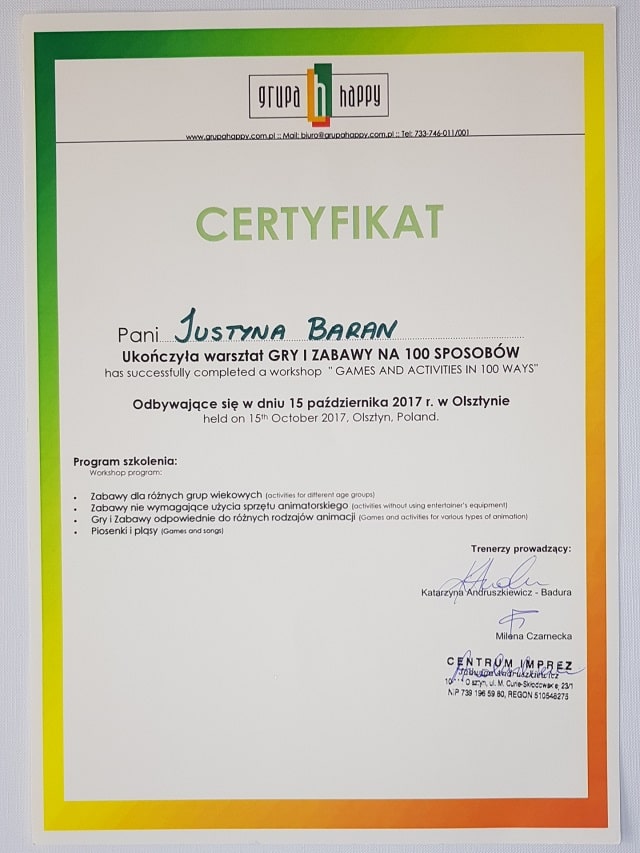 grupa h happy
www.grupahappy.com.pl :: Mail: biuro@grupahappy.com.pl :: Tel: 733-746-011/001
CERTYFIKAT
Pani JUSTYNA BARAN
Ukończyła warsztat GRY I ZABAWY NA 100 SPOSOBÓW
has successfully completed a workshop " GAMES AND ACTIVITIES IN 100 WAYS"
Odbywające się w dniu 15 października 2017 r. w Olsztynie
held on 15th October 2017, Olsztyn, Poland.
Program szkolenia:
Workshop program:
• Zabawy dla różnych grup wiekowych (activities for different age groups)
• Zabawy nie wymagające użycia sprzętu animatorskiego (activities without using entertainer's equipment)
• Gry i Zabawy odpowiednie do różnych rodzajów animacji (Games and activities for various types of animation)
• Piosenki i pląsy (Games and songs)
Trenerzy prowadzący:
Katarzyna Andruszkiewicz - Badura
Milena Czarnecka
CENTRUM IMPREZ
Andruszkiewicz
Olsztyn, ul. M. Curie-Skłodowskiej 23/1
NIP 739 196 59 80, REGON 510548275